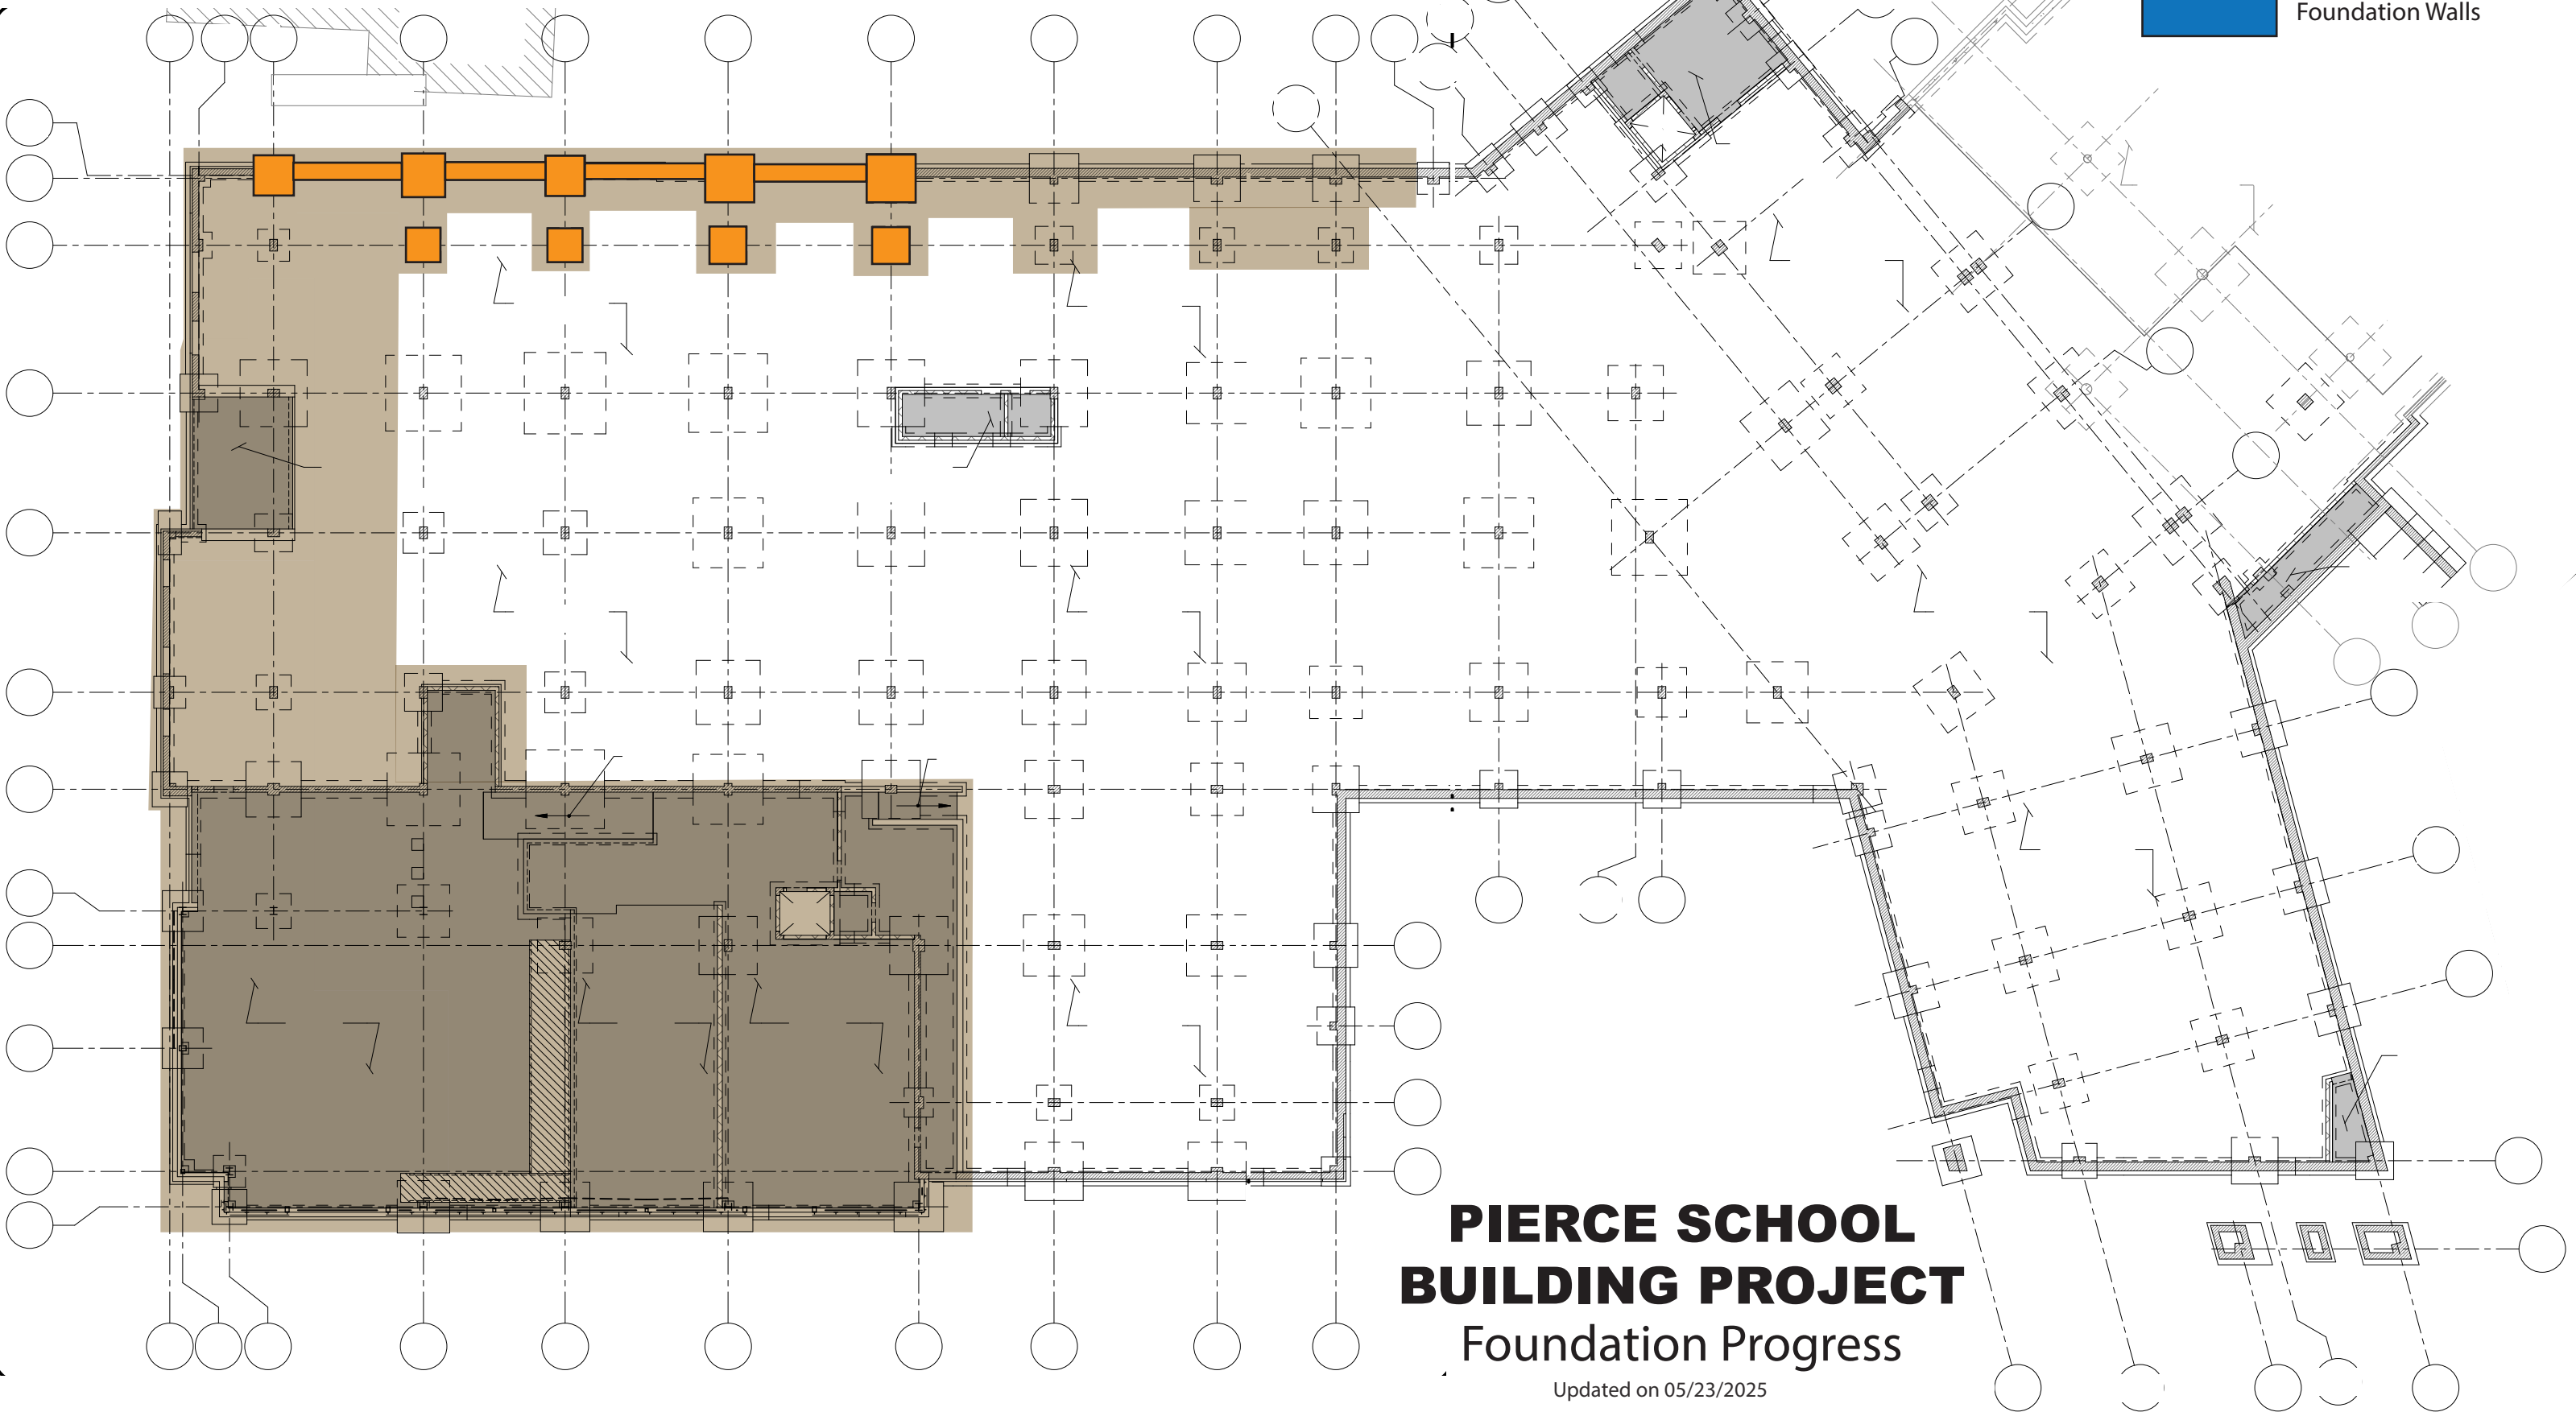 Foundation Walls
PIERCE SCHOOL
BUILDING PROJECT
Foundation Progress
Updated on 05/23/2025